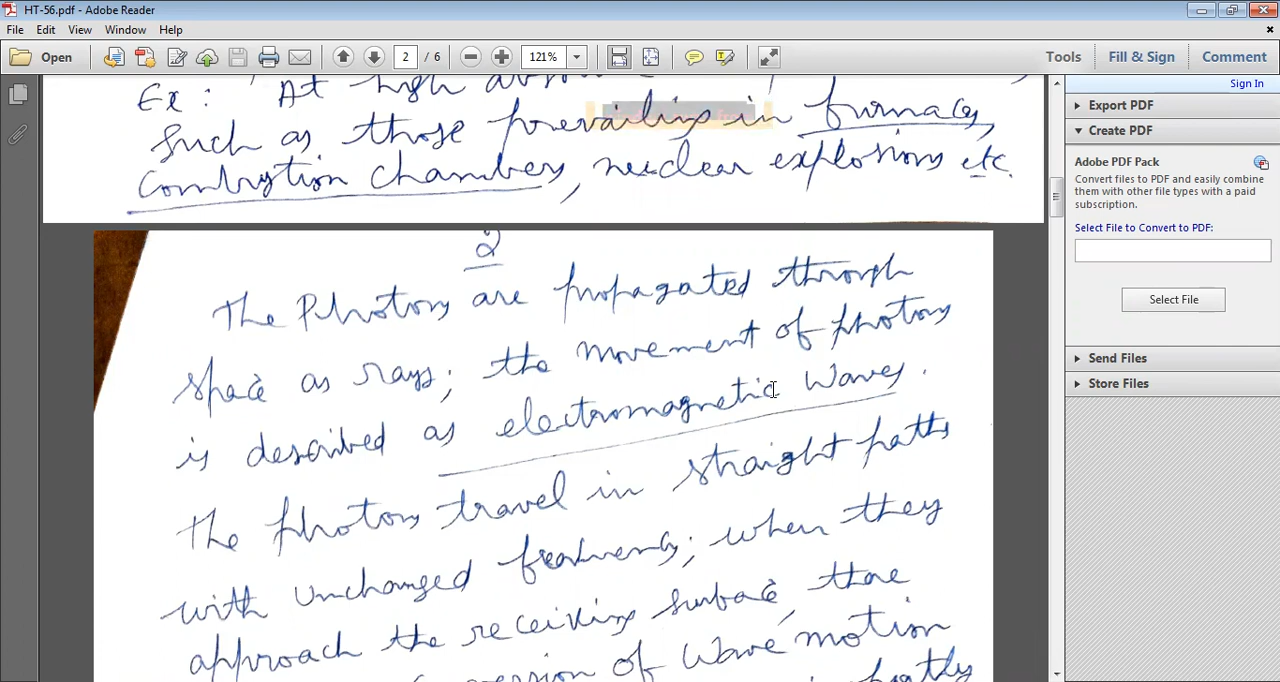 HT-56.pdf - Adobe Reader
File Edit View Window Help
Open 2 / 6 121% Tools Fill & Sign Comment
Sign In
Export PDF
Create PDF
Adobe PDF Pack
Convert files to PDF and easily combine
them with other file types with a paid
subscription.
Select File to Convert to PDF:
Select File
Send Files
Store Files
Ex : At high
such as those prevailing in furnaces,
Combustion chambers, nuclear explosions etc.
2
The Photons are propagated through
space as rays; the movement of photons
is described as electromagnetic waves.
The photons travel in straight paths
with unchanged frequency; when they
approach the receiving surface, there
of wave motion
partly